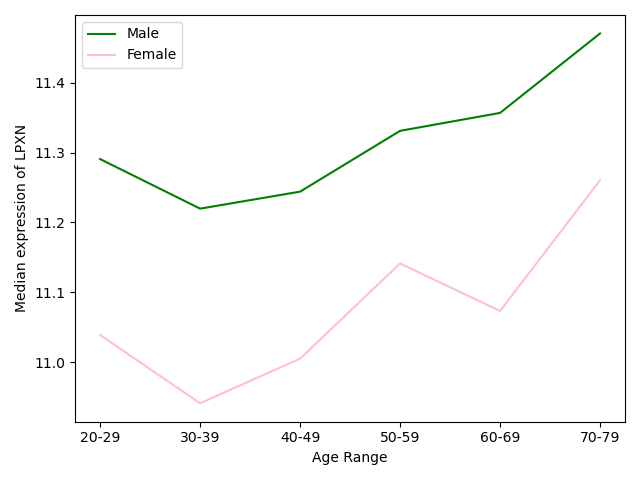 Male
Female
11.4
11.3
11.2
11.1
11.0
Median expression of LPXN
20-29 30-39 40-49 50-59 60-69 70-79
Age Range